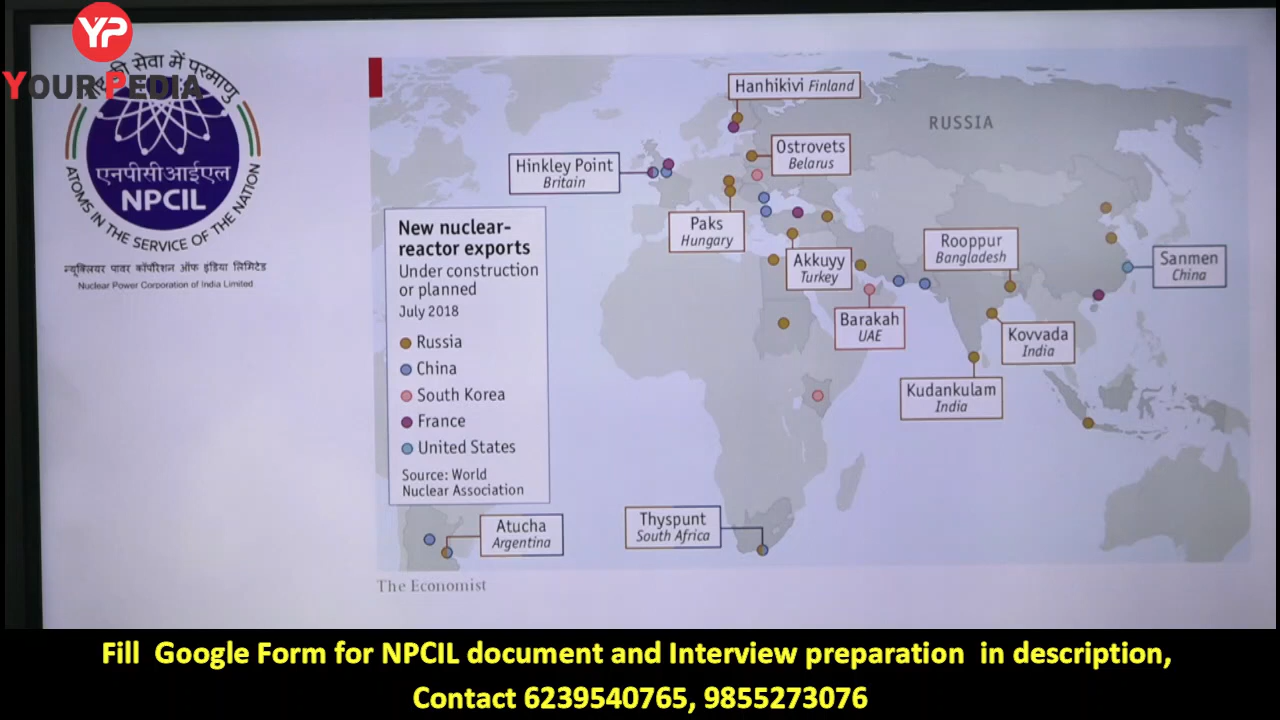 YP
YOUR PEDIA
की सेवा में परमाणु
एनपीसीआईएल
NPCIL
ATOMS IN THE SERVICE OF THE NATION
न्यूक्लियर पावर कॉर्पोरेशन ऑफ इंडिया लिमिटेड
Nuclear Power Corporation of India Limited
Hanhikivi Finland
RUSSIA
Ostrovets
Belarus
Hinkley Point
Britain
Paks
Hungary
Rooppur
Bangladesh
Akkuyy
Turkey
Sanmen
China
Barakah
UAE
Kovvada
India
Kudankulam
India
New nuclear-
reactor exports
Under construction
or planned
July 2018
Russia
China
South Korea
France
United States
Source: World
Nuclear Association
Atucha
Argentina
Thyspunt
South Africa
The Economist
Fill Google Form for NPCIL document and Interview preparation in description,
Contact 6239540765, 9855273076